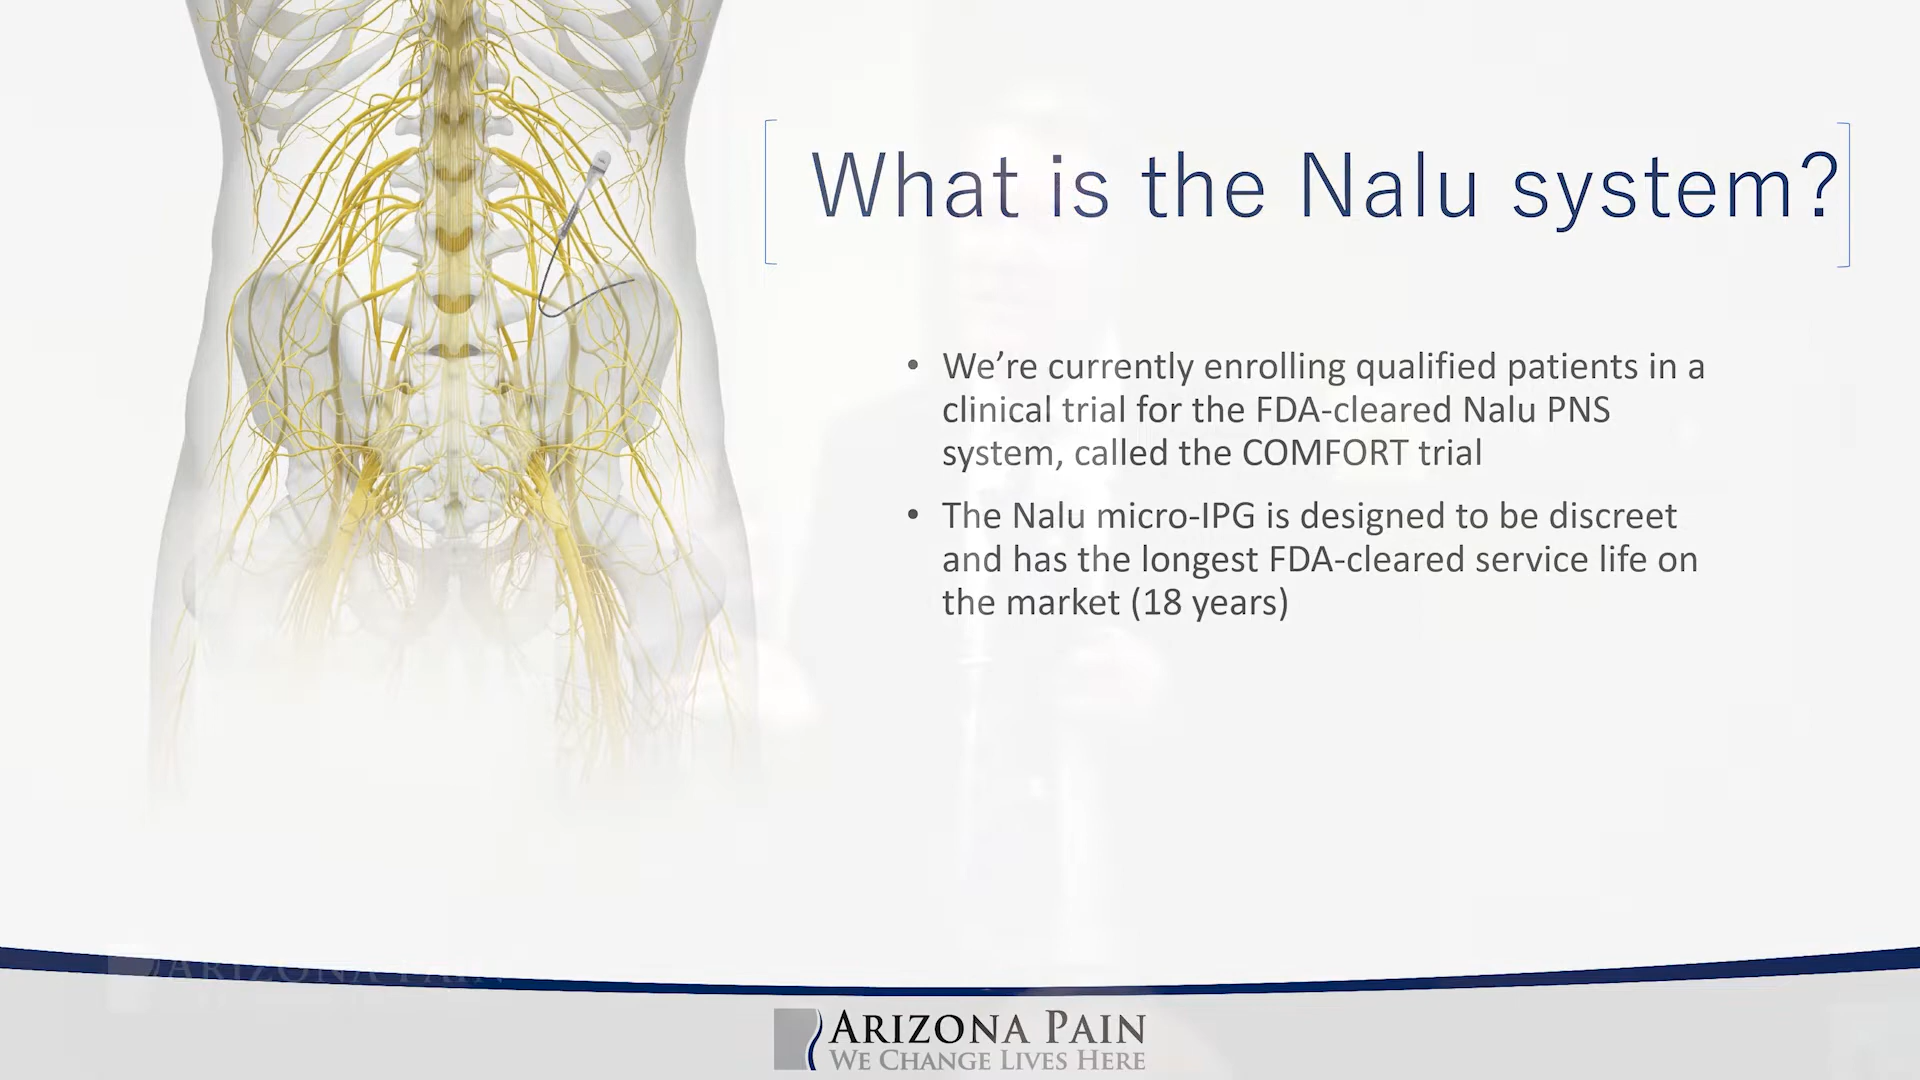 What is the Nalu system?
• We’re currently enrolling qualified patients in a
clinical trial for the FDA-cleared Nalu PNS
system, called the COMFORT trial
• The Nalu micro-IPG is designed to be discreet
and has the longest FDA-cleared service life on
the market (18 years)
ARIZONA PAIN
ARIZONA PAIN
WE CHANGE LIVES HERE